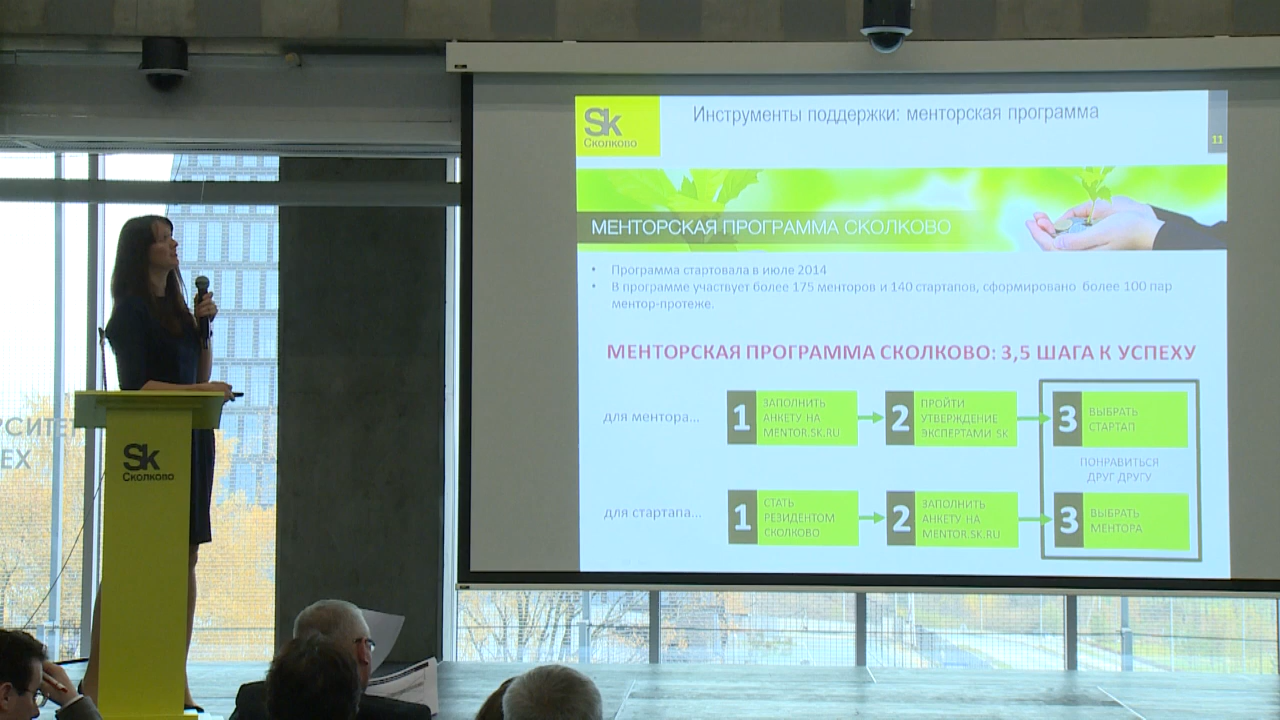 Sk
Сколково
Инструменты поддержки: менторская программа
11
МЕНТОРСКАЯ ПРОГРАММА СКОЛКОВО
• Программа стартовала в июле 2014
• В программе участвует более 175 менторов и 140 стартапов, сформировано более 100 пар
ментор-протеже.
МЕНТОРСКАЯ ПРОГРАММА СКОЛКОВО: 3,5 ШАГА К УСПЕХУ
для ментора...
1
ЗАПОЛНИТЬ
АНКЕТУ НА
MENTOR.SK.RU
2
ПРОЙТИ
УТВЕРЖДЕНИЕ
ЭКСПЕРТАМИ SK
3
ВЫБРАТЬ
СТАРТАП
ПОНРАВИТЬСЯ
ДРУГ ДРУГУ
для стартапа...
1
СТАТЬ
РЕЗИДЕНТОМ
СКОЛКОВО
2
ЗАПОЛНИТЬ
АНКЕТУ НА
MENTOR.SK.RU
3
ВЫБРАТЬ
МЕНТОРА
Sk
Сколково